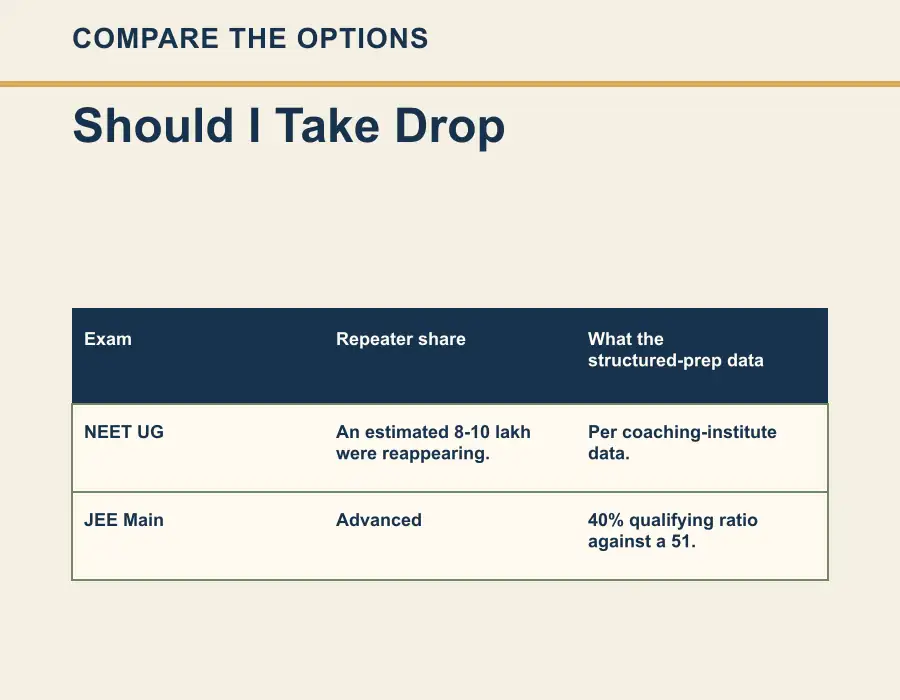 COMPARE THE OPTIONS
Should I Take Drop
Exam
Repeater share
What the
structured-prep data
NEET UG
An estimated 8-10 lakh
were reappearing.
Per coaching-institute
data.
JEE Main
Advanced
40% qualifying ratio
against a 51.